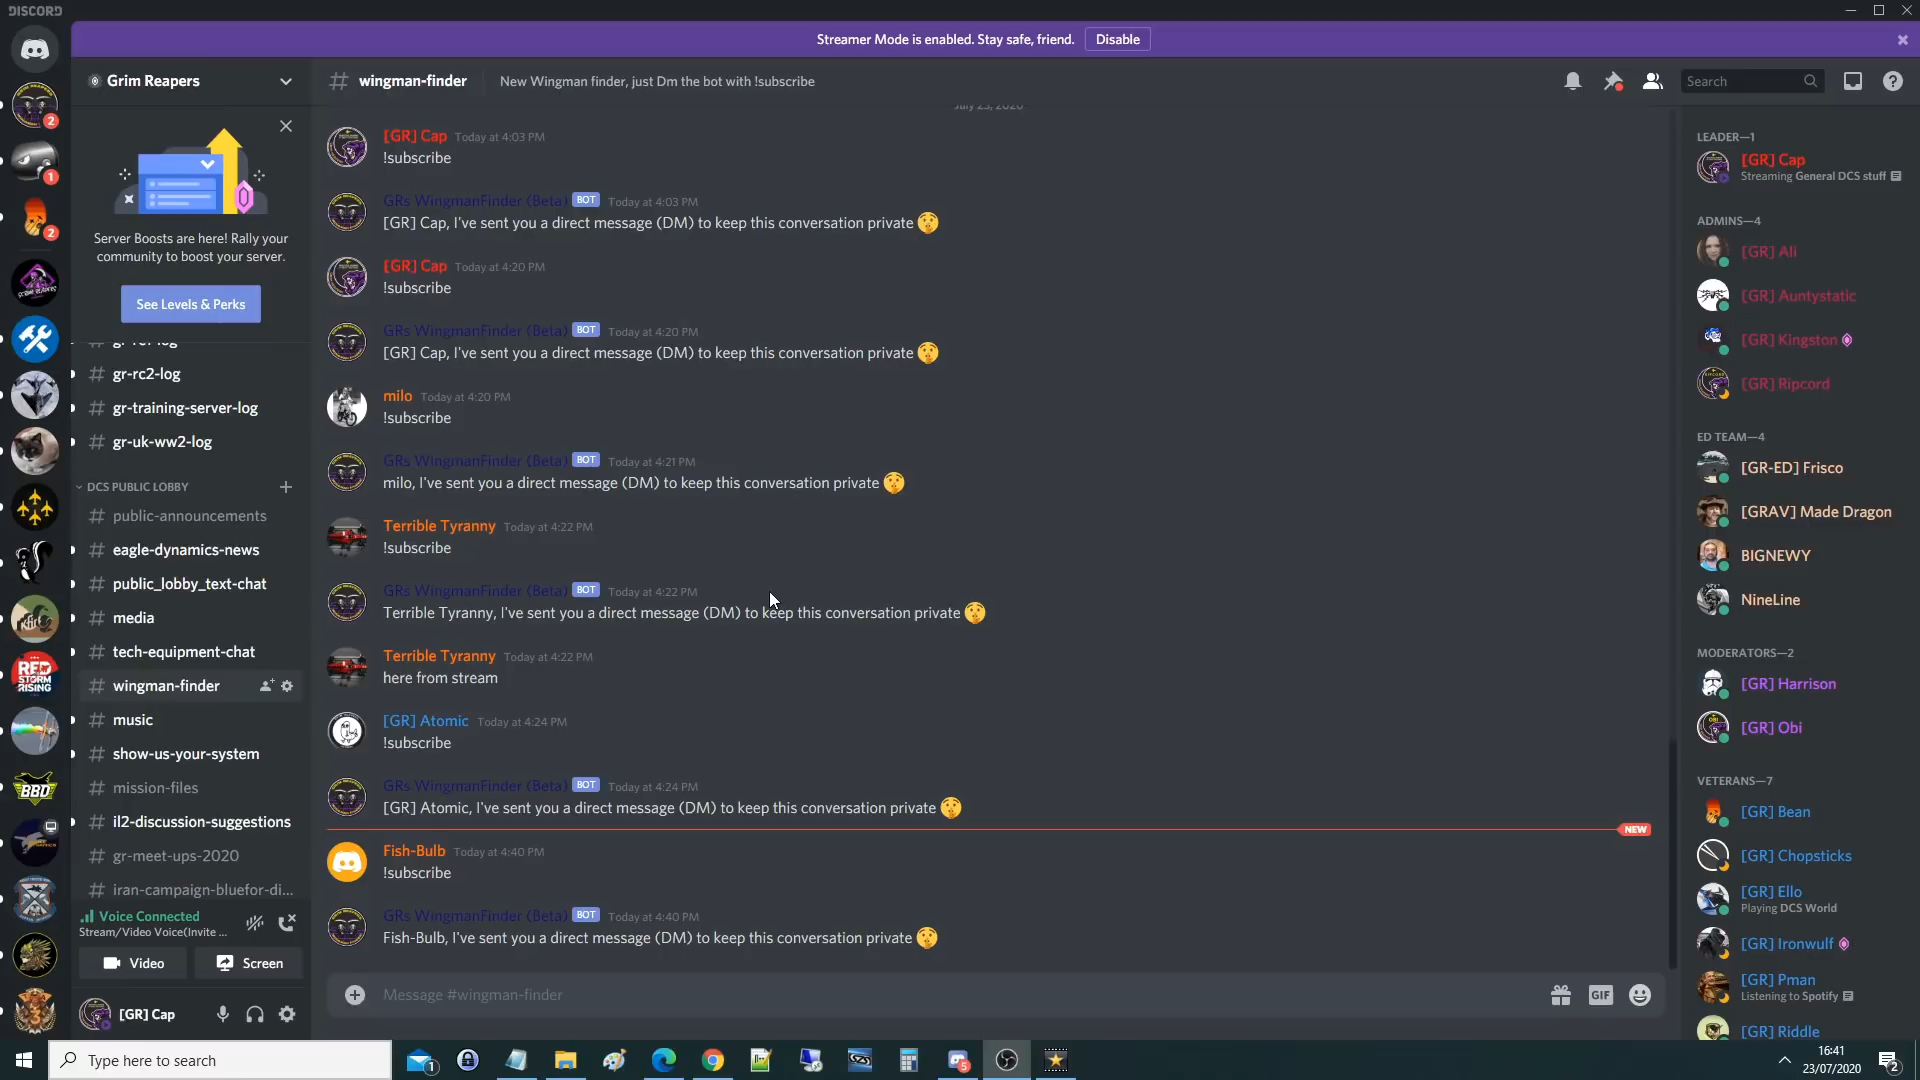 DISCORD
Streamer Mode is enabled. Stay safe, friend.
Disable
Grim Reapers
wingman-finder
New Wingman finder, just Dm the bot with !subscribe
Search
Server Boosts are here! Rally your
community to boost your server.
See Levels & Perks
gr-rc2-log
gr-training-server-log
gr-uk-ww2-log
DCS PUBLIC LOBBY
public-announcements
eagle-dynamics-news
public_lobby_text-chat
media
tech-equipment-chat
wingman-finder
music
show-us-your-system
mission-files
il2-discussion-suggestions
gr-meet-ups-2020
iran-campaign-bluefor-di...
Voice Connected
Stream/Video Voice(Invite ...
Video
Screen
[GR] Cap
July 23, 2020
[GR] Cap Today at 4:03 PM
!subscribe
GRs WingmanFinder (Beta) BOT Today at 4:03 PM
[GR] Cap, I've sent you a direct message (DM) to keep this conversation private
[GR] Cap Today at 4:20 PM
!subscribe
GRs WingmanFinder (Beta) BOT Today at 4:20 PM
[GR] Cap, I've sent you a direct message (DM) to keep this conversation private
milo Today at 4:20 PM
!subscribe
GRs WingmanFinder (Beta) BOT Today at 4:21 PM
milo, I've sent you a direct message (DM) to keep this conversation private
Terrible Tyranny Today at 4:22 PM
!subscribe
GRs WingmanFinder (Beta) BOT Today at 4:22 PM
Terrible Tyranny, I've sent you a direct message (DM) to keep this conversation private
Terrible Tyranny Today at 4:22 PM
here from stream
[GR] Atomic Today at 4:24 PM
!subscribe
GRs WingmanFinder (Beta) BOT Today at 4:24 PM
[GR] Atomic, I've sent you a direct message (DM) to keep this conversation private
NEW
Fish-Bulb Today at 4:40 PM
!subscribe
GRs WingmanFinder (Beta) BOT Today at 4:40 PM
Fish-Bulb, I've sent you a direct message (DM) to keep this conversation private
Message #wingman-finder
GIF
LEADER—1
[GR] Cap
Streaming General DCS stuff
ADMINS—4
[GR] Ali
[GR] Auntystatic
[GR] Kingston
[GR] Ripcord
ED TEAM—4
[GR-ED] Frisco
[GRAV] Made Dragon
BIGNEWY
NineLine
MODERATORS—2
[GR] Harrison
[GR] Obi
VETERANS—7
[GR] Bean
[GR] Chopsticks
[GR] Ello
Playing DCS World
[GR] Ironwulf
[GR] Pman
Listening to Spotify
[GR] Riddle
2
1
2
RED
STORM
RISING
BBD
Type here to search
1
5
16:41
23/07/2020
2